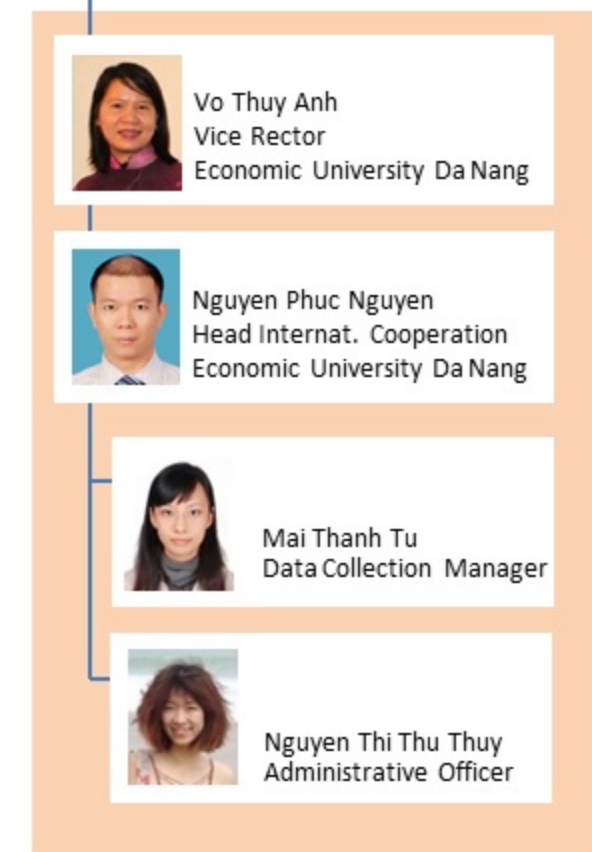 Vo Thuy Anh
Vice Rector
Economic University Da Nang
Nguyen Phuc Nguyen
Head Internat. Cooperation
Economic University Da Nang
Mai Thanh Tu
Data Collection Manager
Nguyen Thi Thu Thuy
Administrative Officer